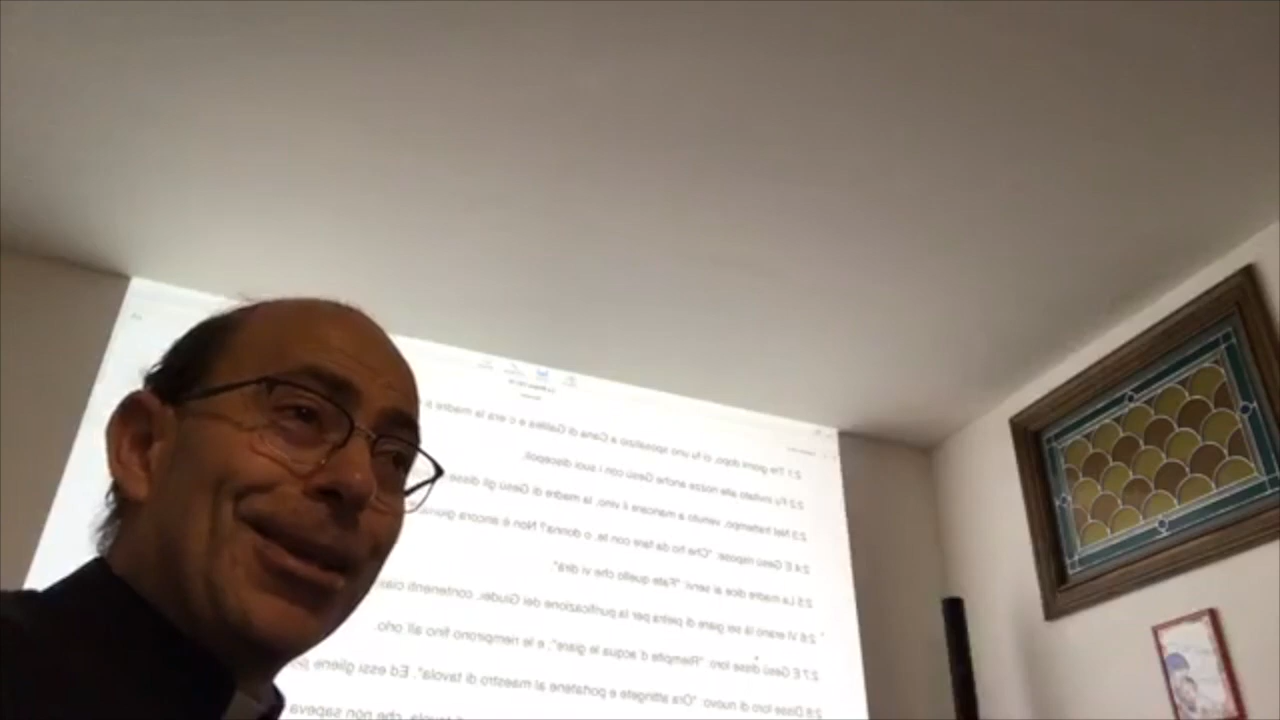 2:1 Tre giorni dopo, ci fu uno sposalizio a Cana di Galilea e c'era la madre
2:2 Fu invitato alle nozze anche Gesù con i suoi discepoli.
2:3 Nel frattempo, venuto a mancare il vino, la madre di Gesù gli disse
2:4 E Gesù rispose: "Che ho da fare con te, o donna? Non è ancora giunta
2:5 La madre dice ai servi: "Fate quello che vi dirà".
2:6 Vi erano là sei giare di pietra per la purificazione dei Giudei, contenenti
2:7 E Gesù disse loro: "Riempite d'acqua le giare"; e le riempirono fino all'orlo.
2:8 Disse loro di nuovo: "Ora attingete e portatene al maestro di tavola". Ed essi gliene
tavola, che non sapeva